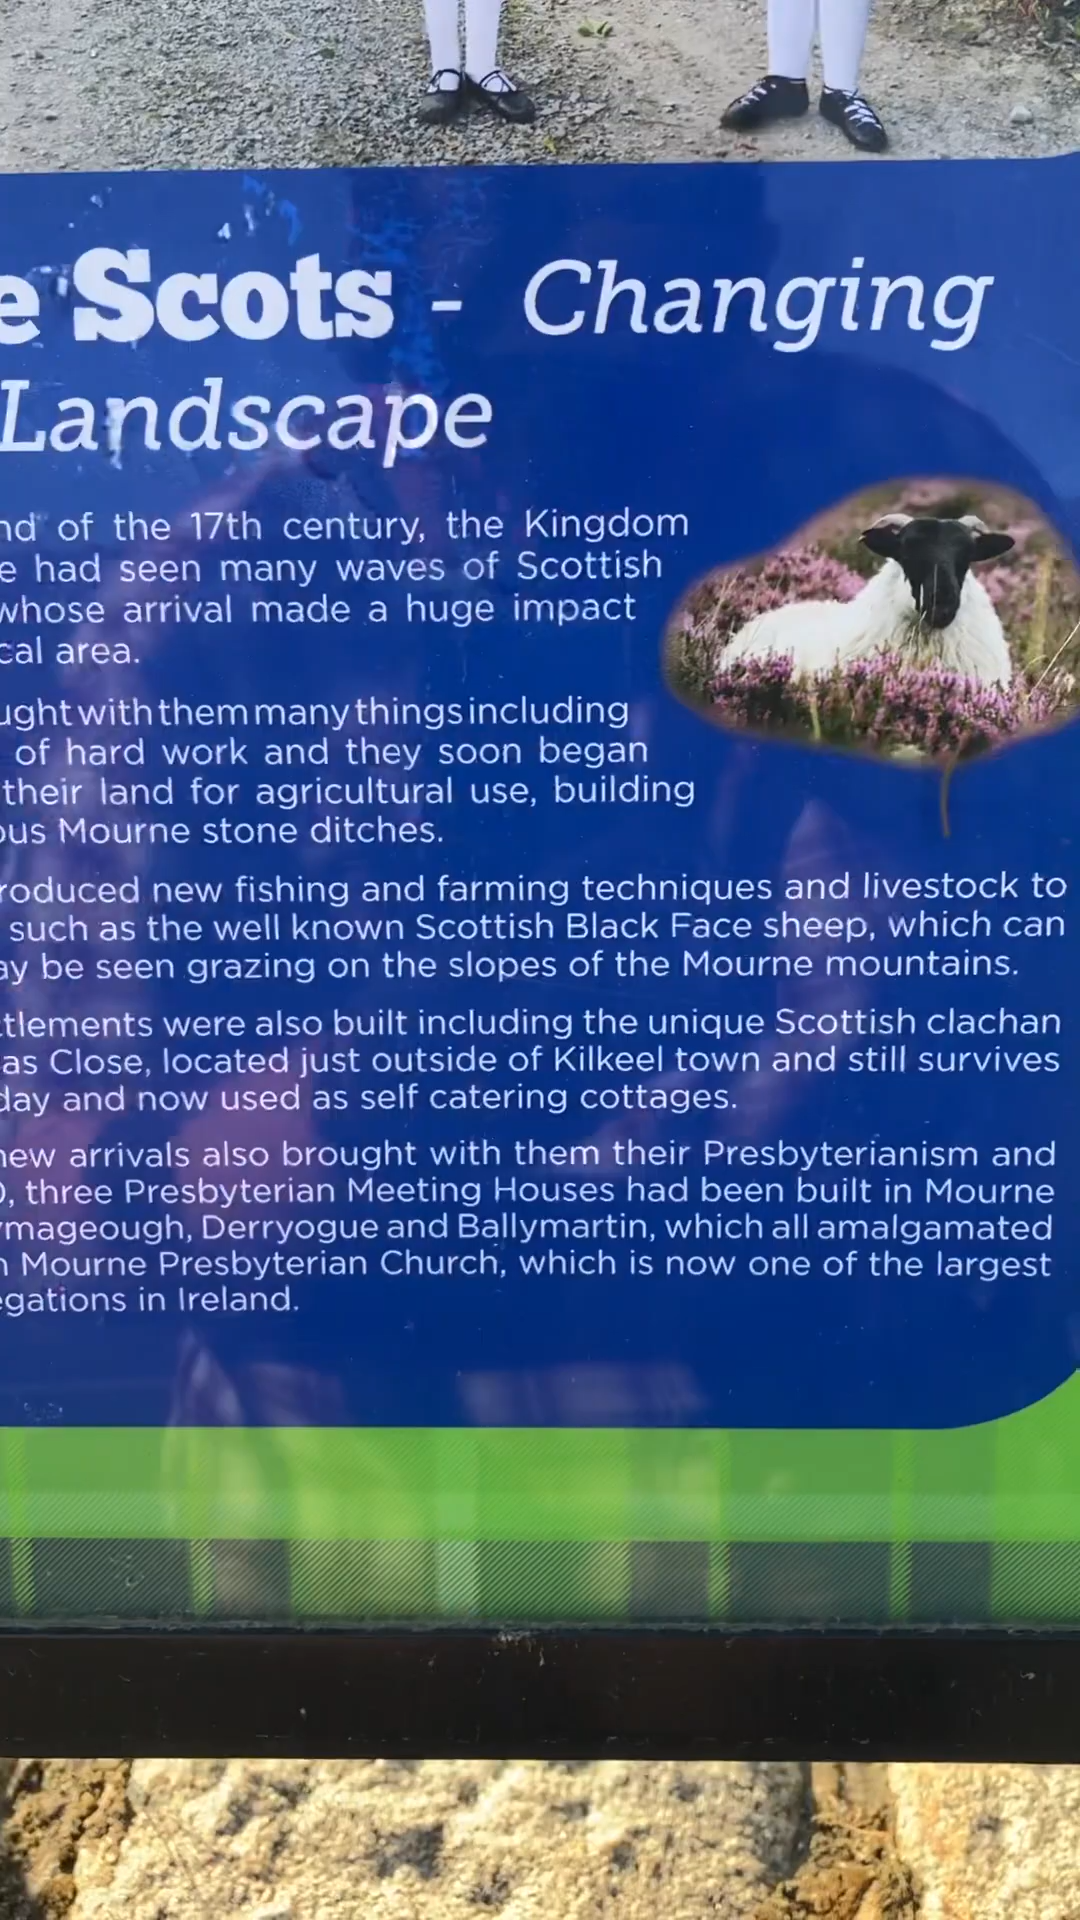 e Scots - Changing
Landscape
nd of the 17th century, the Kingdom
e had seen many waves of Scottish
whose arrival made a huge impact
cal area.
ught with them many things including
of hard work and they soon began
their land for agricultural use, building
ous Mourne stone ditches.
roduced new fishing and farming techniques and livestock to
such as the well known Scottish Black Face sheep, which can
ay be seen grazing on the slopes of the Mourne mountains.
tlements were also built including the unique Scottish clachan
as Close, located just outside of Kilkeel town and still survives
day and now used as self catering cottages.
new arrivals also brought with them their Presbyterianism and
0, three Presbyterian Meeting Houses had been built in Mourne
ymageough, Derryogue and Ballymartin, which all amalgamated
n Mourne Presbyterian Church, which is now one of the largest
egations in Ireland.